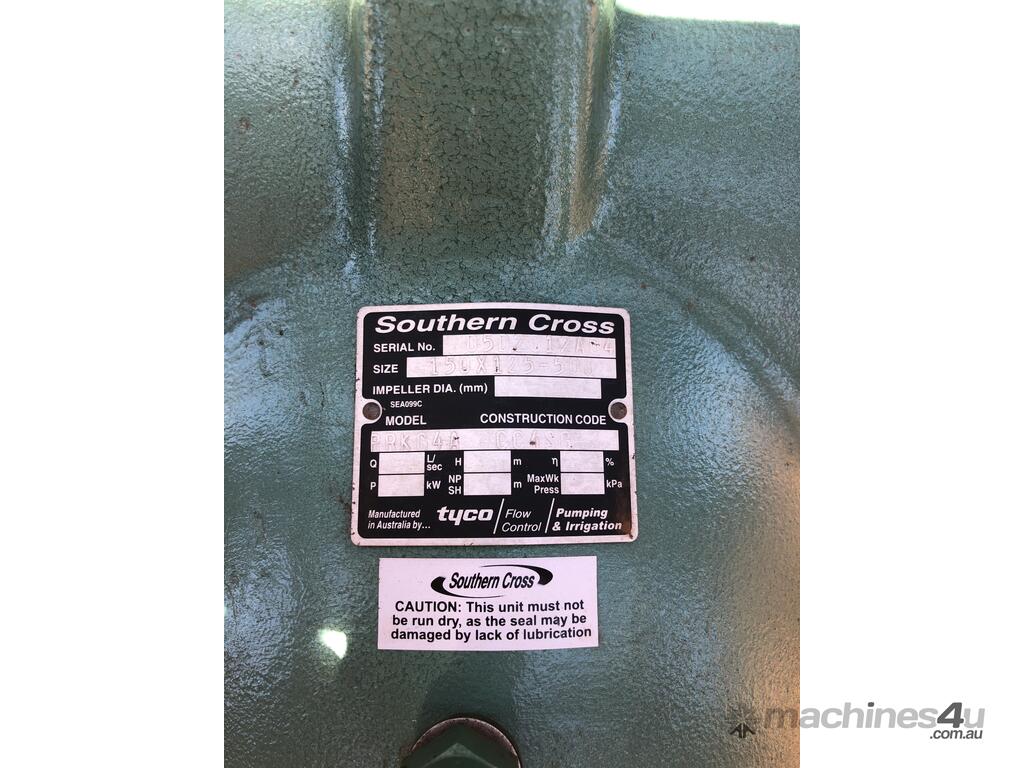 Southern Cross
SERIAL No.
SIZE
IMPELLER DIA. (mm)
SEA099C
MODEL CONSTRUCTION CODE
Q L/sec H m η %
P kW NPSH m MaxWk Press kPa
Manufactured in Australia by... tyco Flow Control Pumping & Irrigation
Southern Cross
CAUTION: This unit must not
be run dry, as the seal may be
damaged by lack of lubrication
machines4u
.com.au